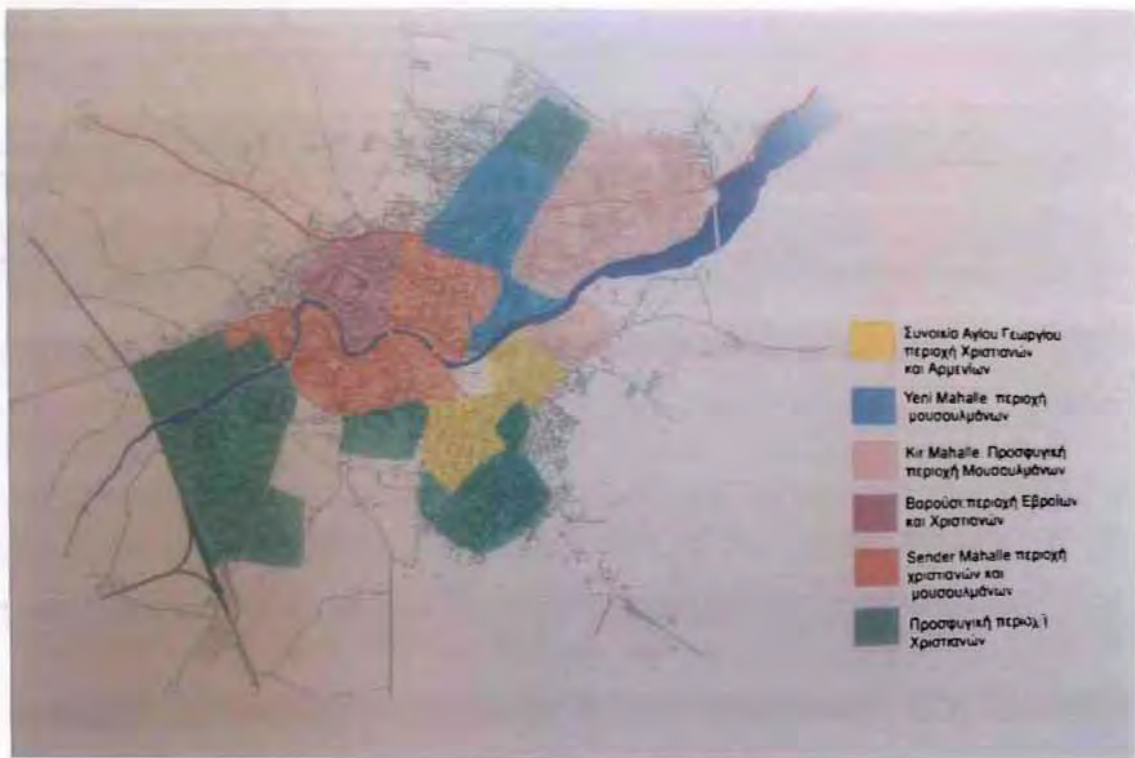 Συνοικία Αγίου Γεωργίου
περιοχή Χριστιανών
και Αρμενίων
Yeni Mahalle περιοχή
μουσουλμάνων
Kir Mahalle Προσφυγική
περιοχή Μουσουλμάνων
Βαρούσι περιοχή Εβραίων
και Χριστιανών
Sender Mahalle περιοχή
χριστιανών και
μουσουλμάνων
Προσφυγική περιοχή
Χριστιανών